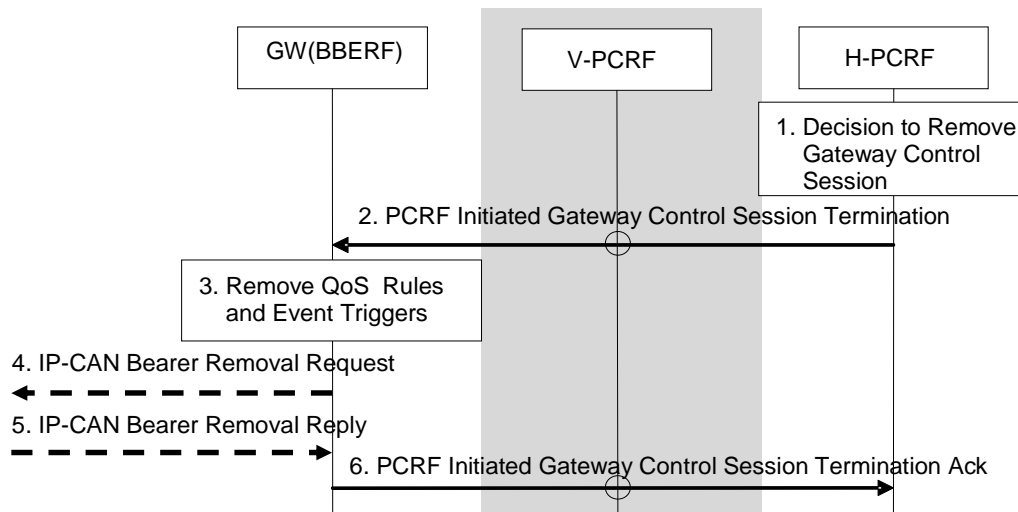 GW(BBERF)
V-PCRF
H-PCRF
1. Decision to Remove
Gateway Control
Session
2. PCRF Initiated Gateway Control Session Termination
3. Remove QoS Rules
and Event Triggers
4. IP-CAN Bearer Removal Request
5. IP-CAN Bearer Removal Reply
6. PCRF Initiated Gateway Control Session Termination Ack